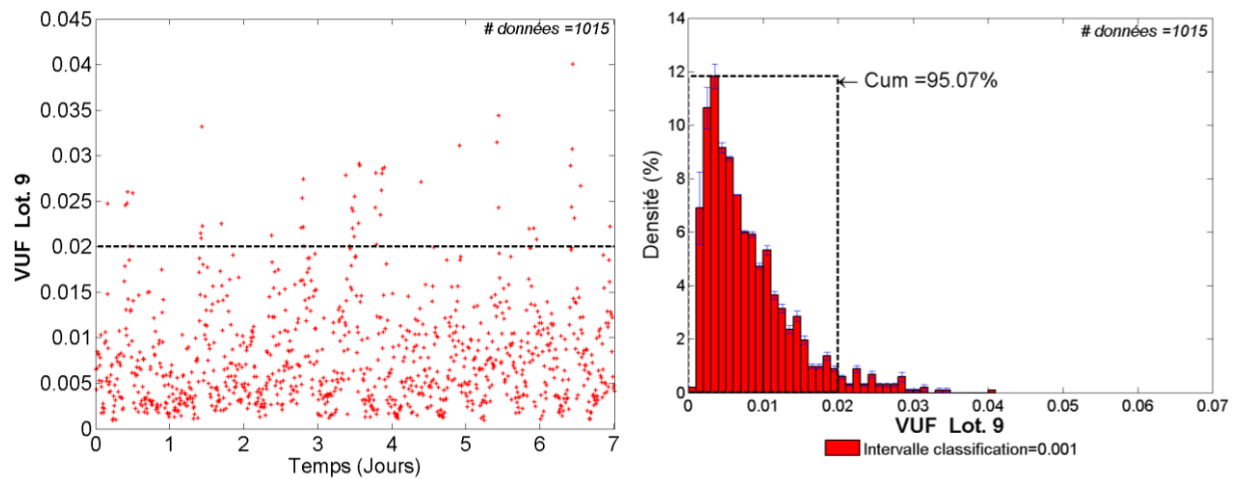 # données =1015
0.045
0.04
0.035
0.03
0.025
0.02
0.015
0.01
0.005
0
VUF Lot. 9
0 1 2 3 4 5 6 7
Temps (Jours)
# données =1015
14
12
10
8
6
4
2
0
Densité (%)
← Cum =95.07%
0 0.01 0.02 0.03 0.04 0.05 0.06 0.07
VUF Lot. 9
Intervalle classification=0.001